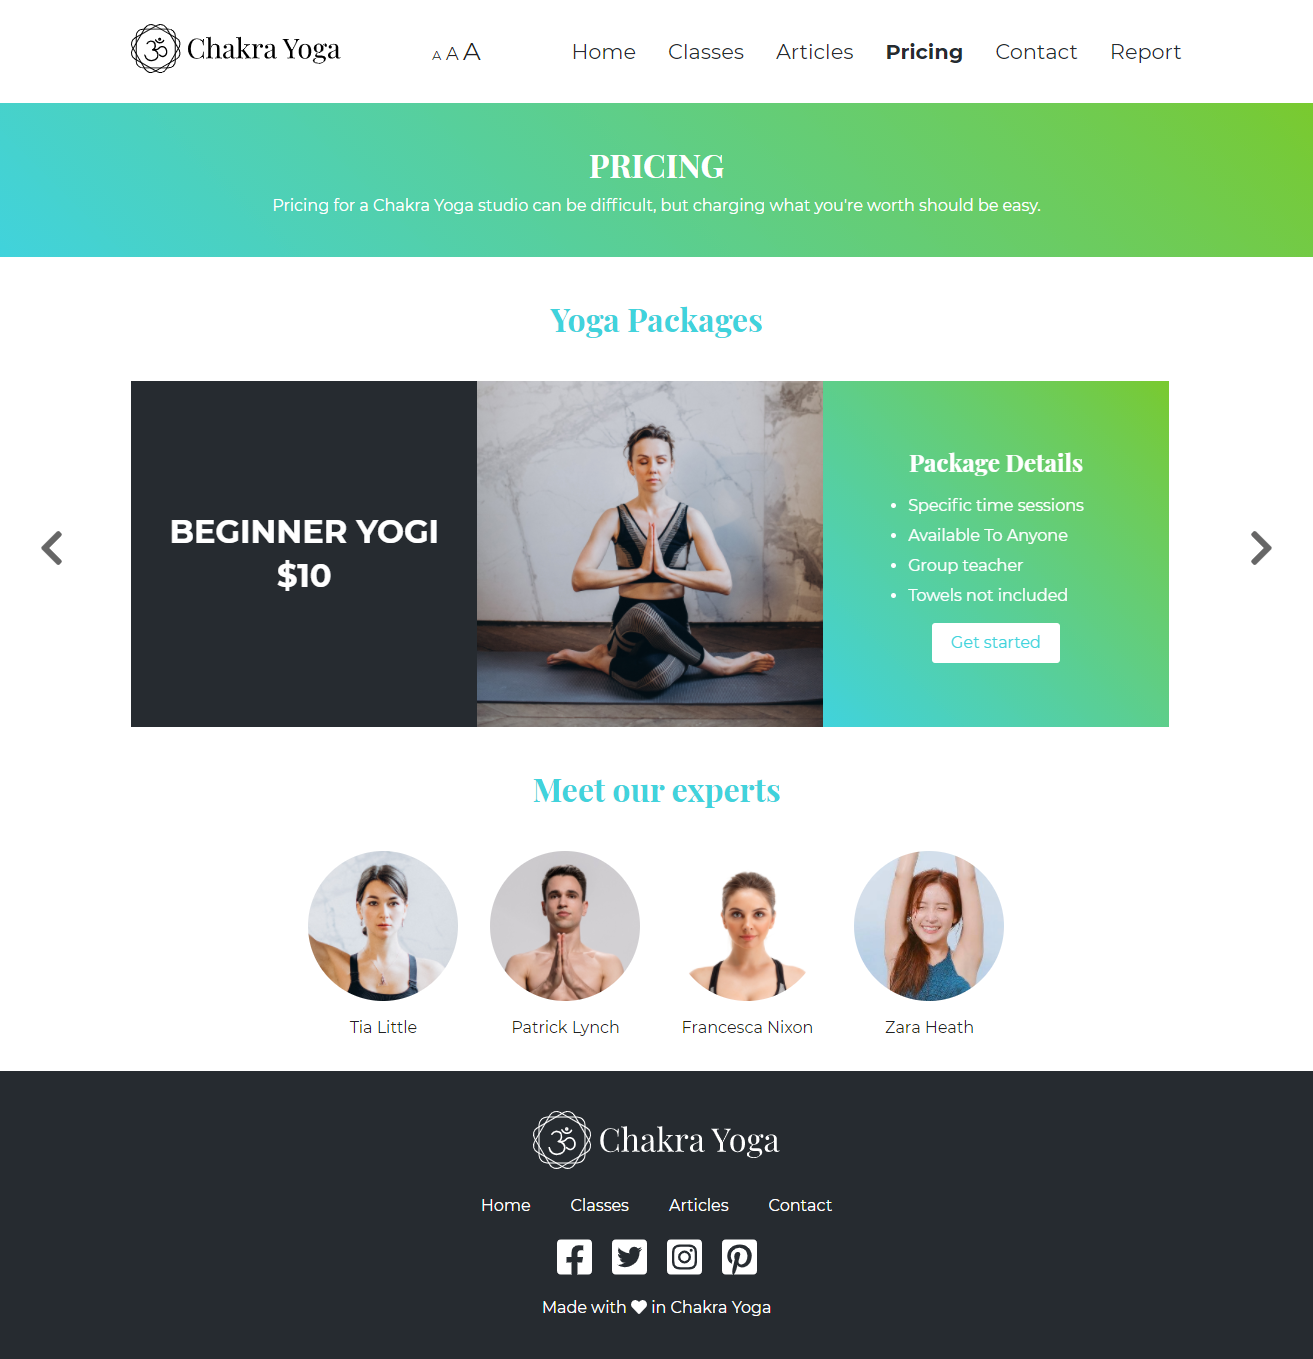 Chakra Yoga
A A A
Home Classes Articles Pricing Contact Report
PRICING
Pricing for a Chakra Yoga studio can be difficult, but charging what you're worth should be easy.
Yoga Packages
BEGINNER YOGI
$10
Package Details
• Specific time sessions
• Available To Anyone
• Group teacher
• Towels not included
Get started
Meet our experts
Tia Little Patrick Lynch Francesca Nixon Zara Heath
Chakra Yoga
Home Classes Articles Contact
Made with ♥ in Chakra Yoga